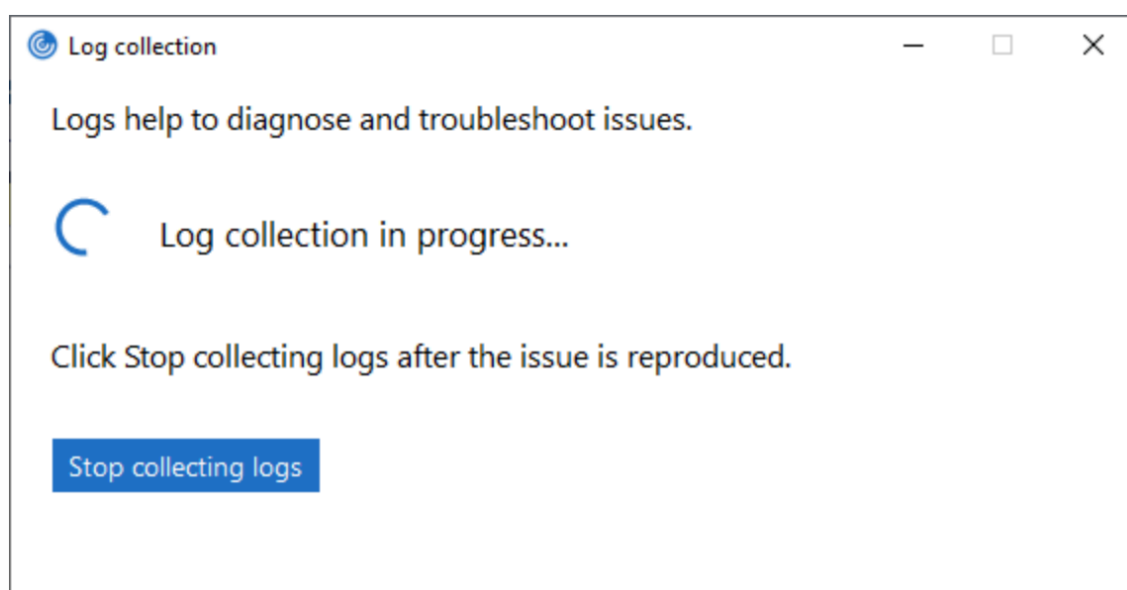 Log collection
Logs help to diagnose and troubleshoot issues.
Log collection in progress...
Click Stop collecting logs after the issue is reproduced.
Stop collecting logs